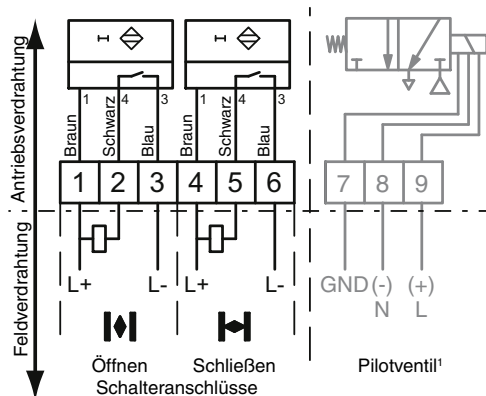 Antriebsverdrahtung
1 4 3 1 4 3
Braun Schwarz Blau Braun Schwarz Blau
1 2 3 4 5 6 7 8 9
Feldverdrahtung
L+ L- L+ L- GND (-) (+)
N L
Öffnen Schließen Pilotventil¹
Schalteranschlüsse